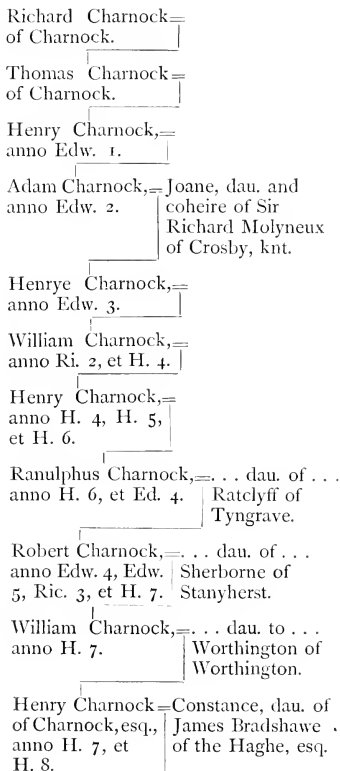 Richard Charnock=
of Charnock.
Thomas Charnock=
of Charnock.
Henry Charnock,=
anno Edw. 1.
Adam Charnock,=Joane, dau. and
anno Edw. 2. coheire of Sir
Richard Molyneux
of Crosby, knt.
Henrye Charnock,=
anno Edw. 3.
William Charnock,=
anno Ri. 2, et H. 4.
Henry Charnock,=
anno H. 4, H. 5,
et H. 6.
Ranulphus Charnock,=. . . dau. of . . .
anno H. 6, et Ed. 4. Ratclyff of
Tyngrave.
Robert Charnock,=. . . dau. of . . .
anno Edw. 4, Edw. Sherborne of
5, Ric. 3, et H. 7. Stanyherst.
William Charnock,=. . . dau. to . . .
anno H. 7. Worthington of
Worthington.
Henry Charnock=Constance, dau. of
of Charnock, esq., James Bradshawe
anno H. 7, et of the Haghe, esq.
H. 8.